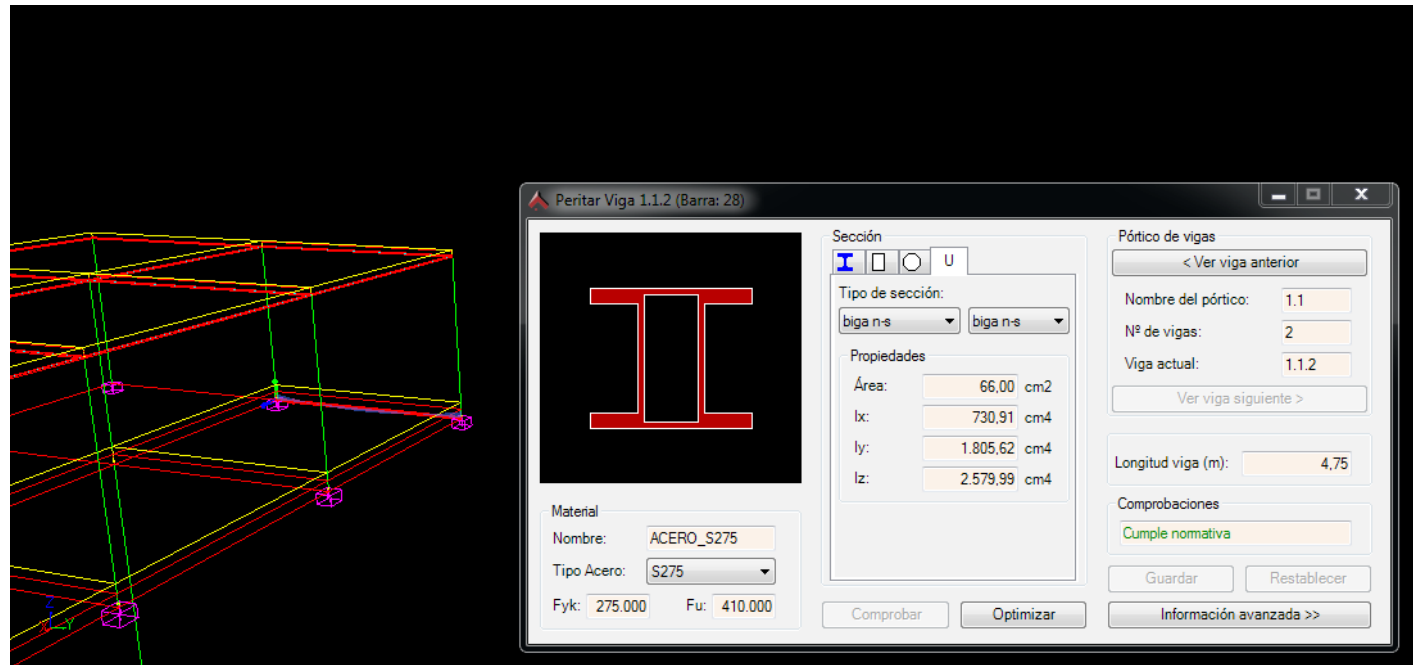 Peritar Viga 1.1.2 (Barra: 28)
Sección
U
Tipo de sección:
biga n-s biga n-s
Propiedades
Área: 66,00 cm2
Ix: 730,91 cm4
Iy: 1.805,62 cm4
Iz: 2.579,99 cm4
Material
Nombre: ACERO_S275
Tipo Acero: S275
Fyk: 275.000 Fu: 410.000
Comprobar Optimizar
Pórtico de vigas
< Ver viga anterior
Nombre del pórtico: 1.1
Nº de vigas: 2
Viga actual: 1.1.2
Ver viga siguiente >
Longitud viga (m): 4,75
Comprobaciones
Cumple normativa
Guardar Restablecer
Información avanzada >>
Z
X Y